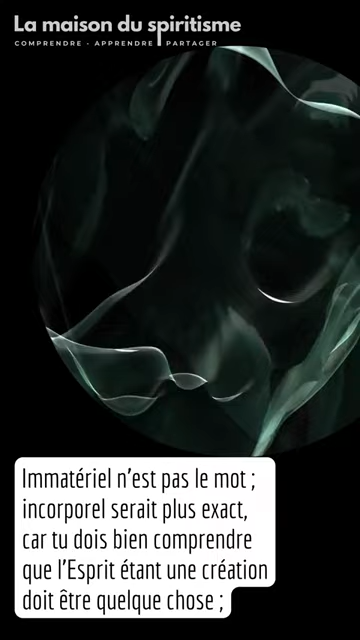 La maison du spiritisme
COMPRENDRE - APPRENDRE PARTAGER
Immatériel n'est pas le mot ;
incorporel serait plus exact,
car tu dois bien comprendre
que l'Esprit étant une création
doit être quelque chose ;